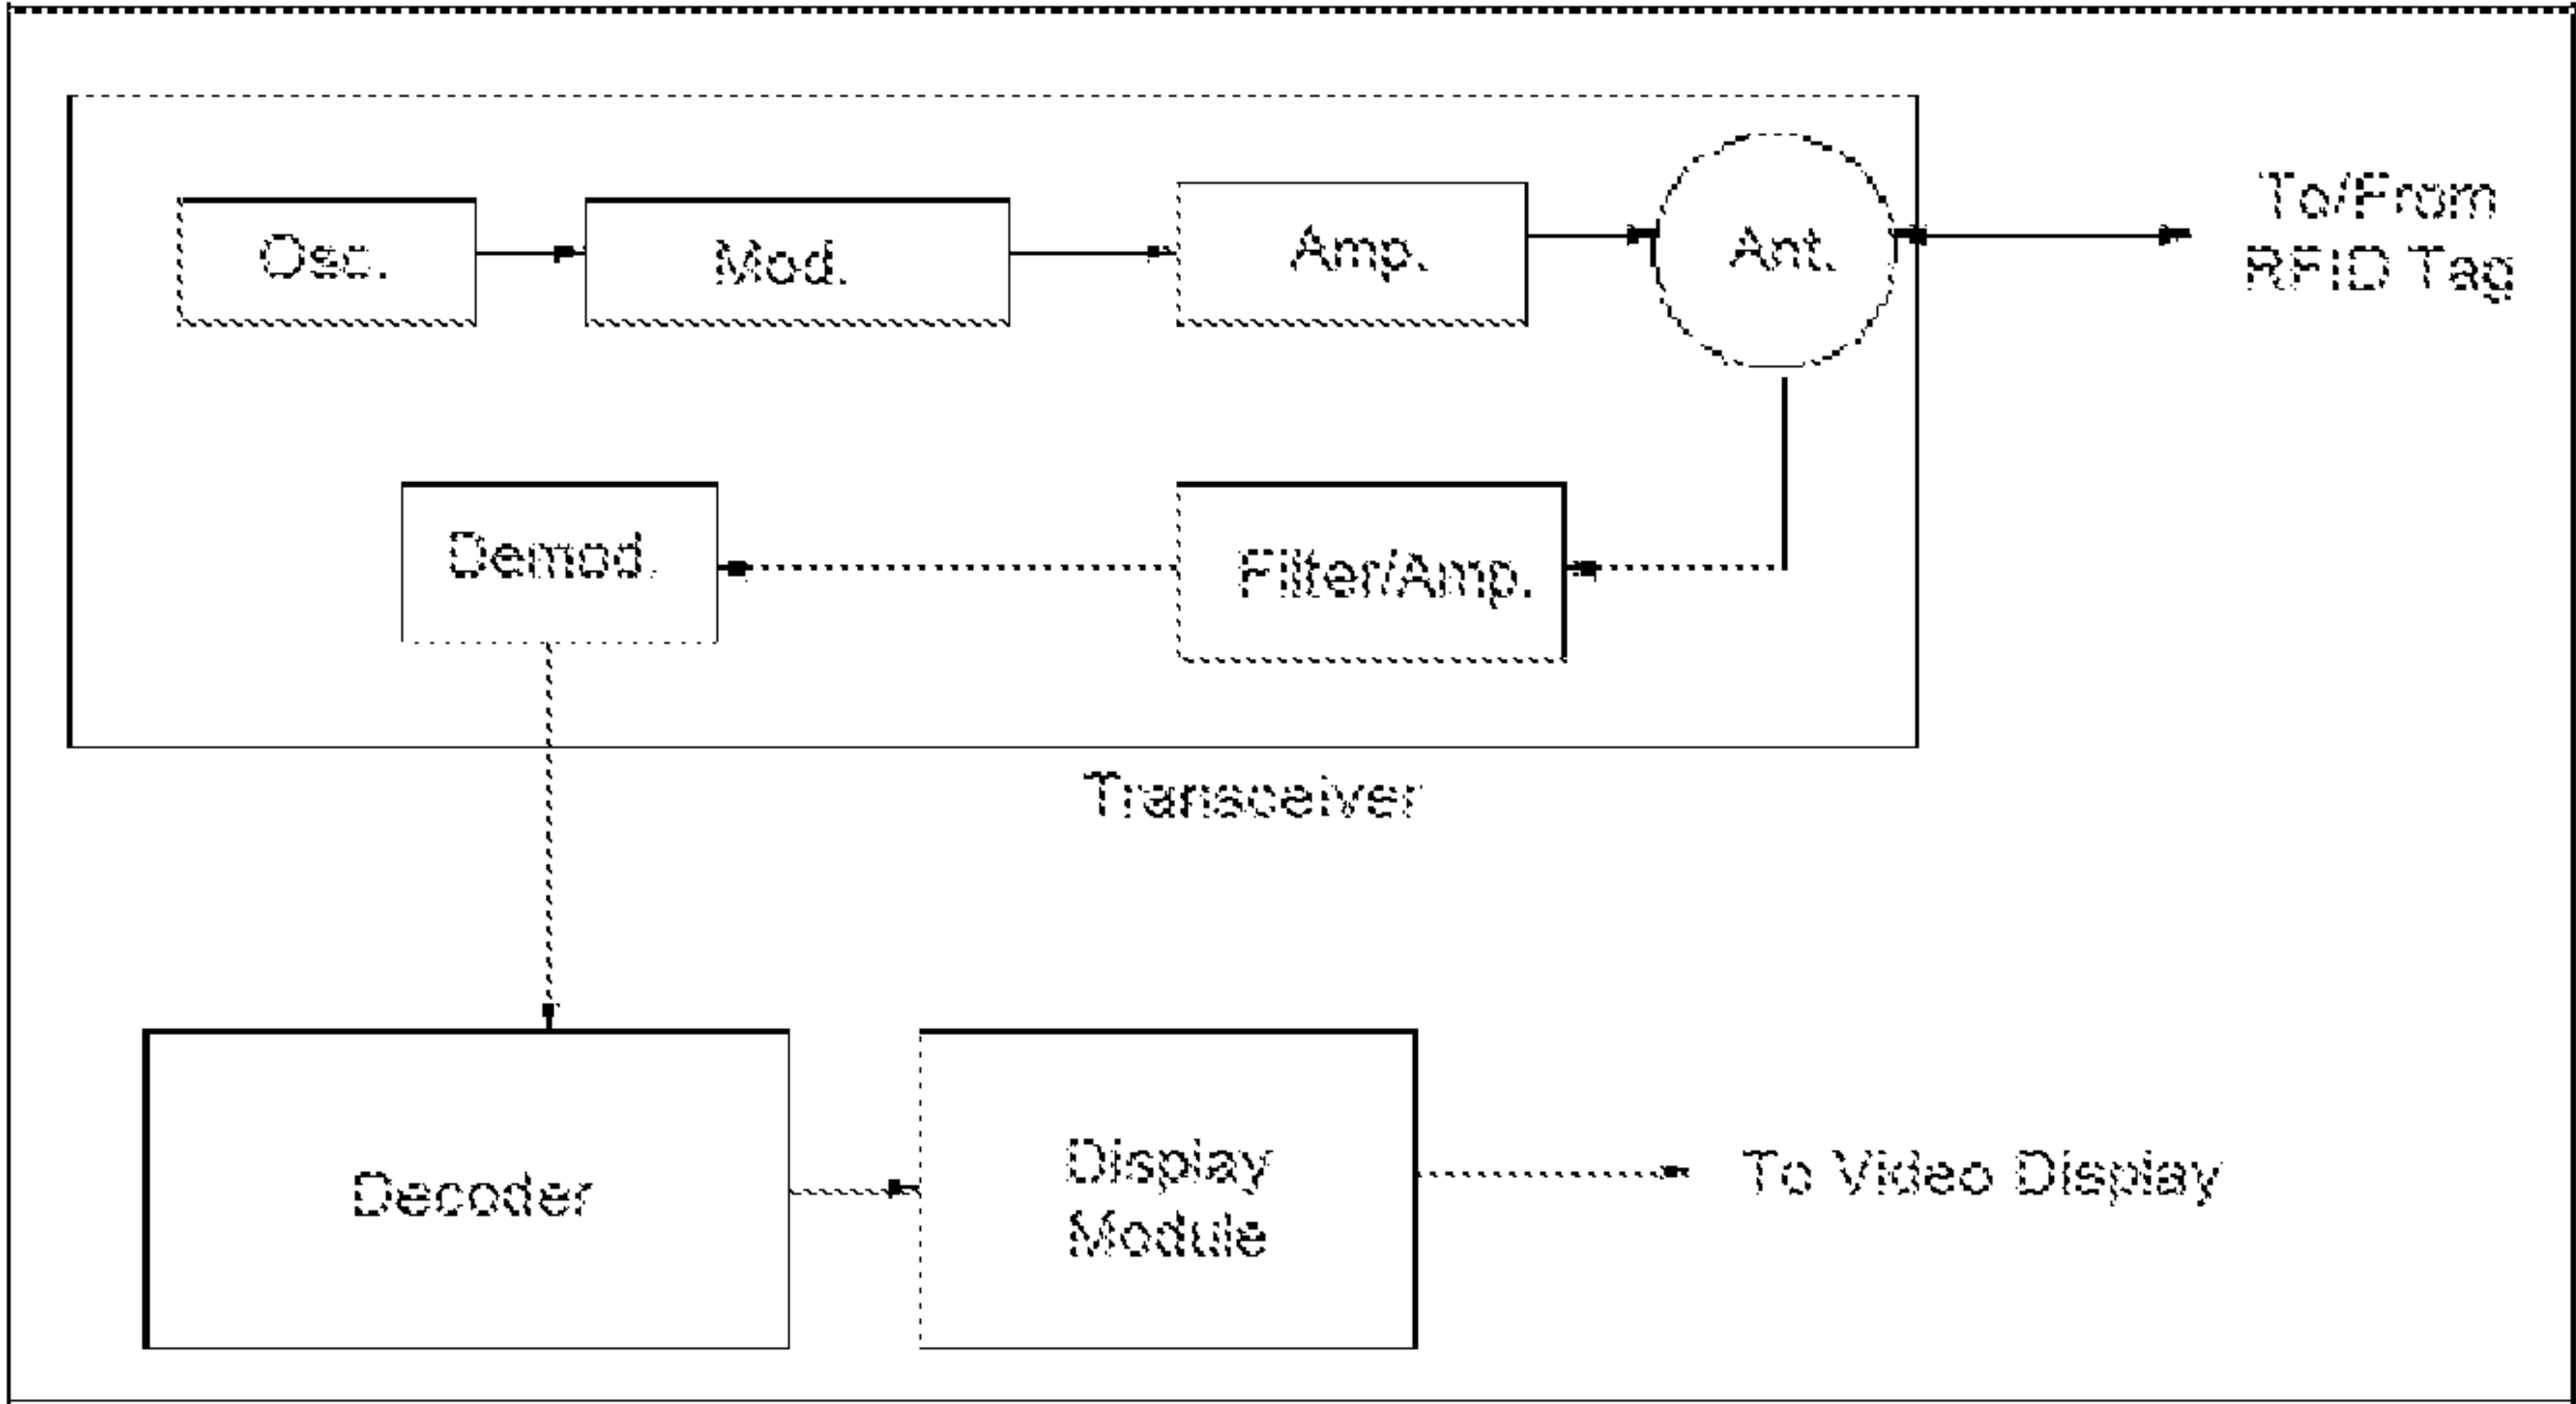 Osc.
Mod.
Amp.
Ant.
To/From
RFID Tag
Demod.
Filter/Amp.
Transceiver
Decoder
Display
Module
To Video Display